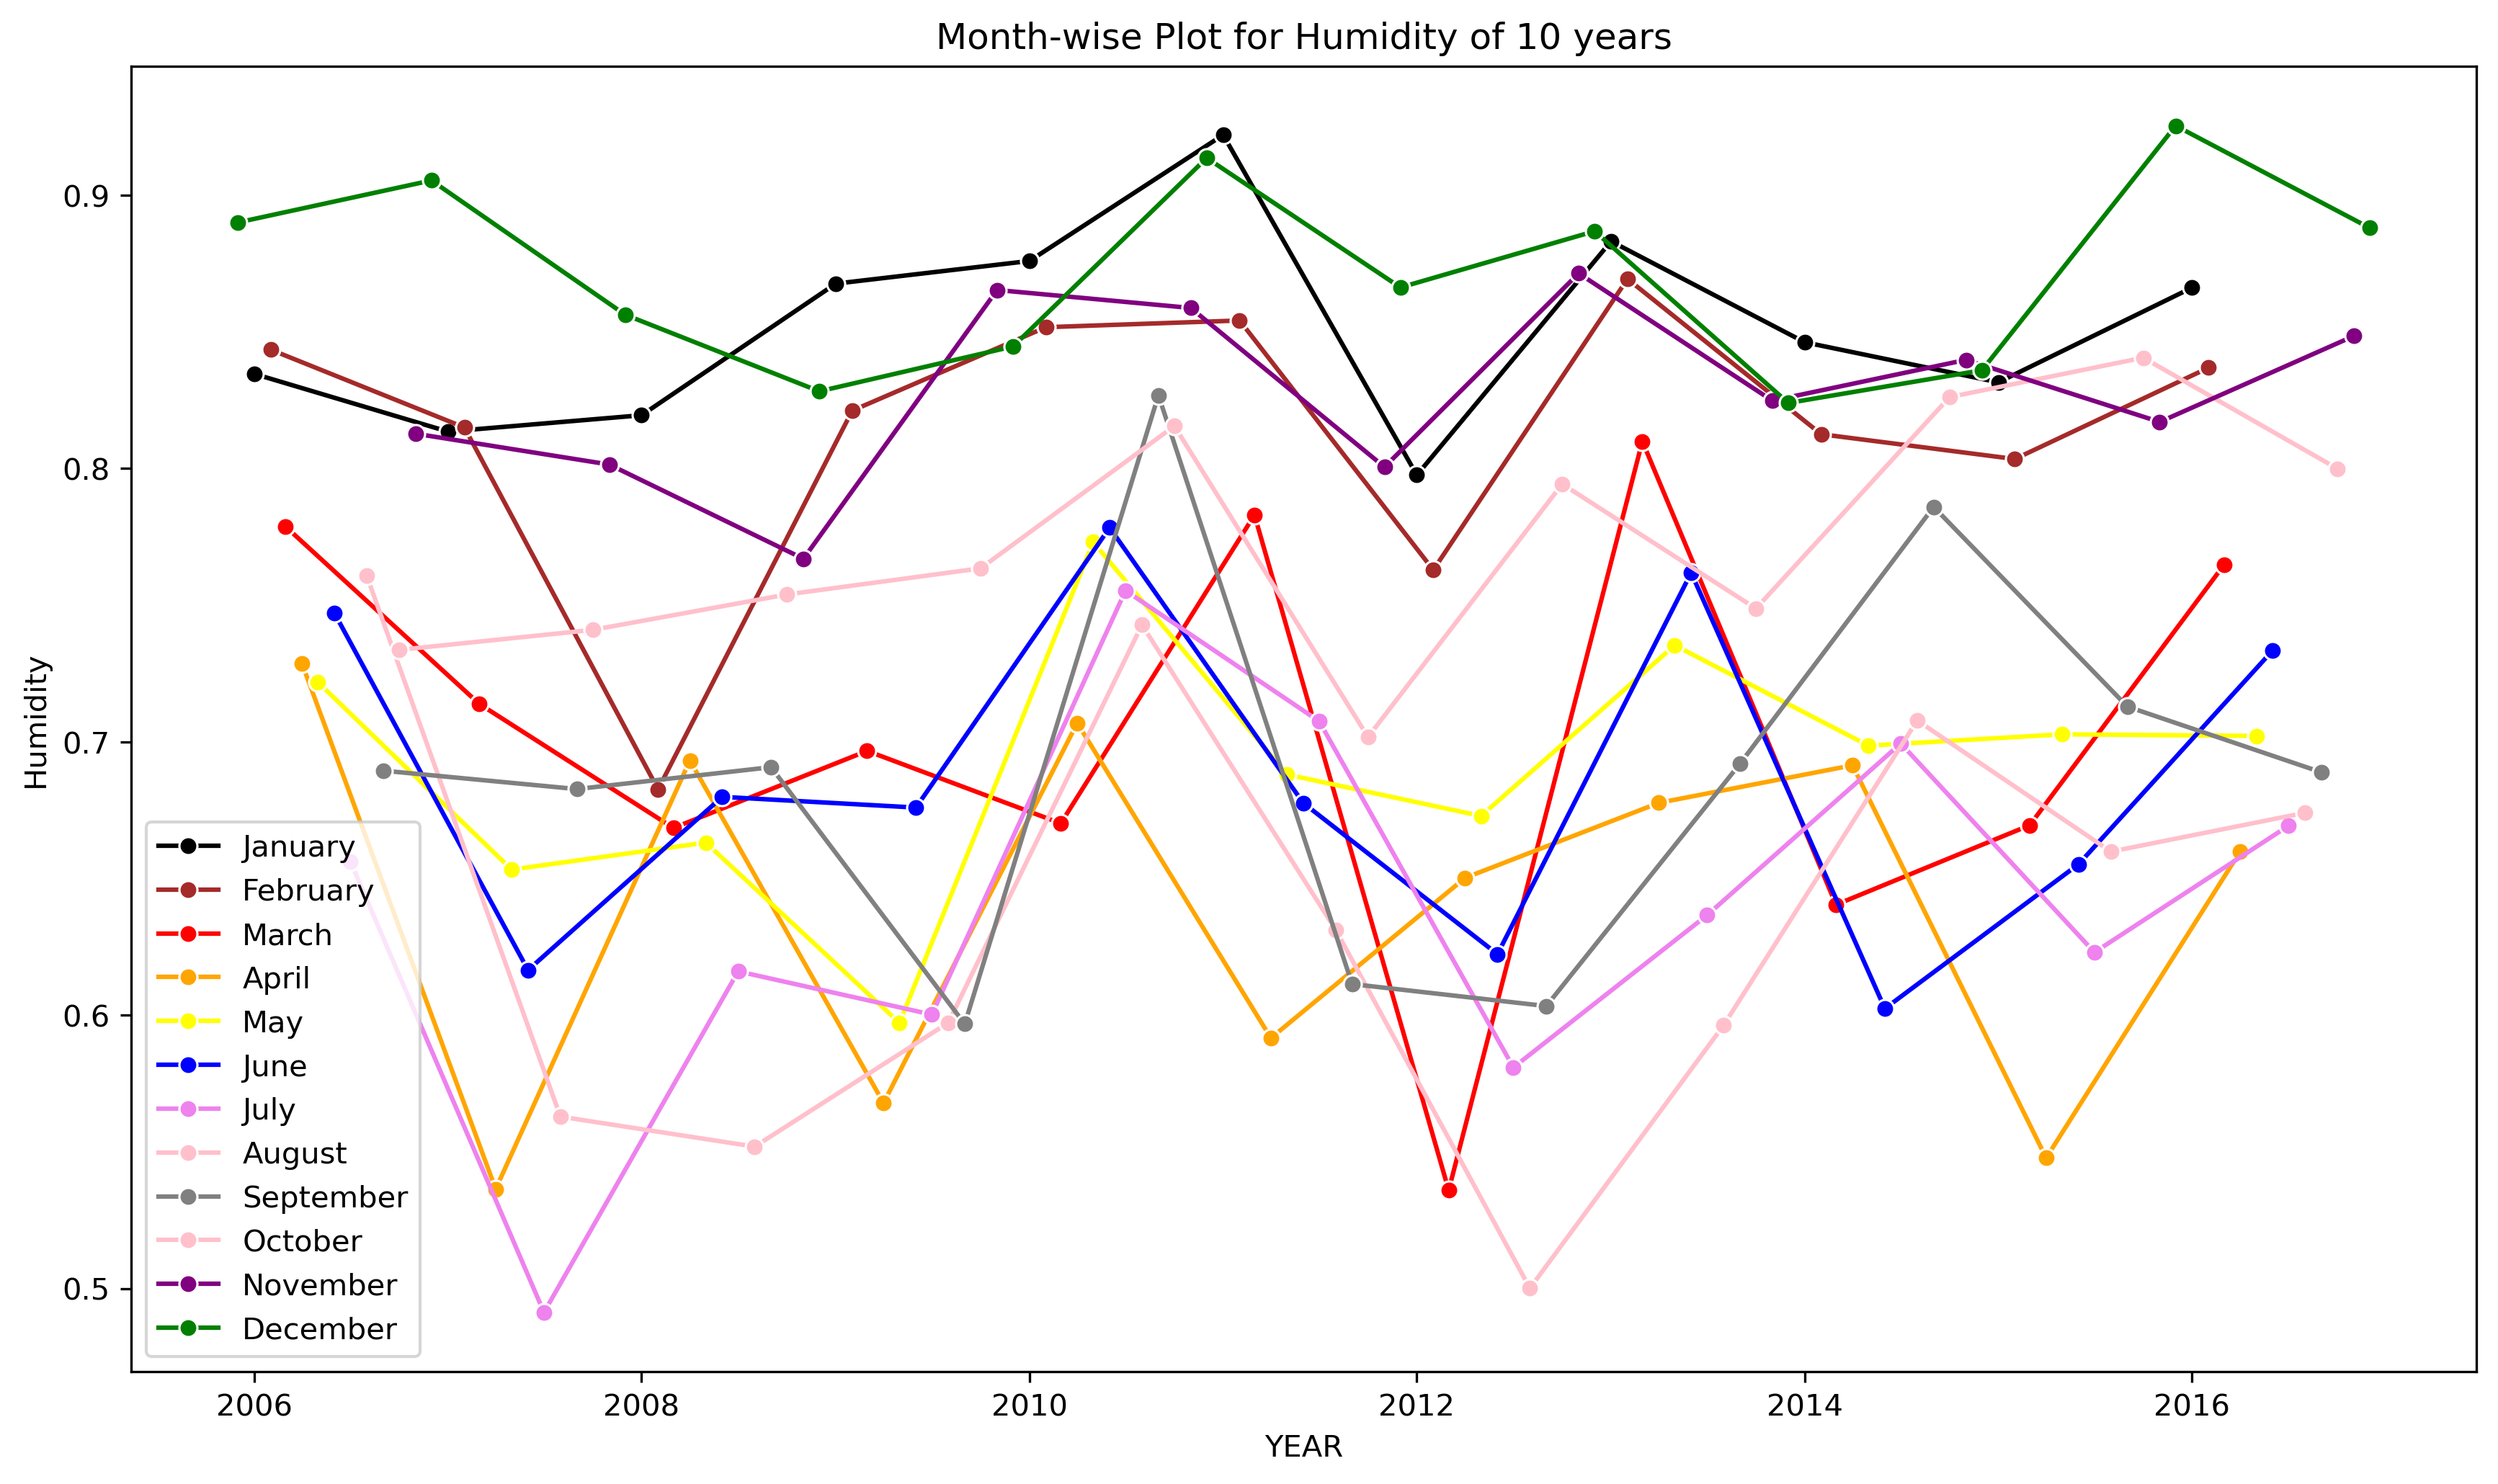 Month-wise Plot for Humidity of 10 years
Humidity
0.9
0.8
0.7
0.6
0.5
January
February
March
April
May
June
July
August
September
October
November
December
2006 2008 2010 2012 2014 2016
YEAR